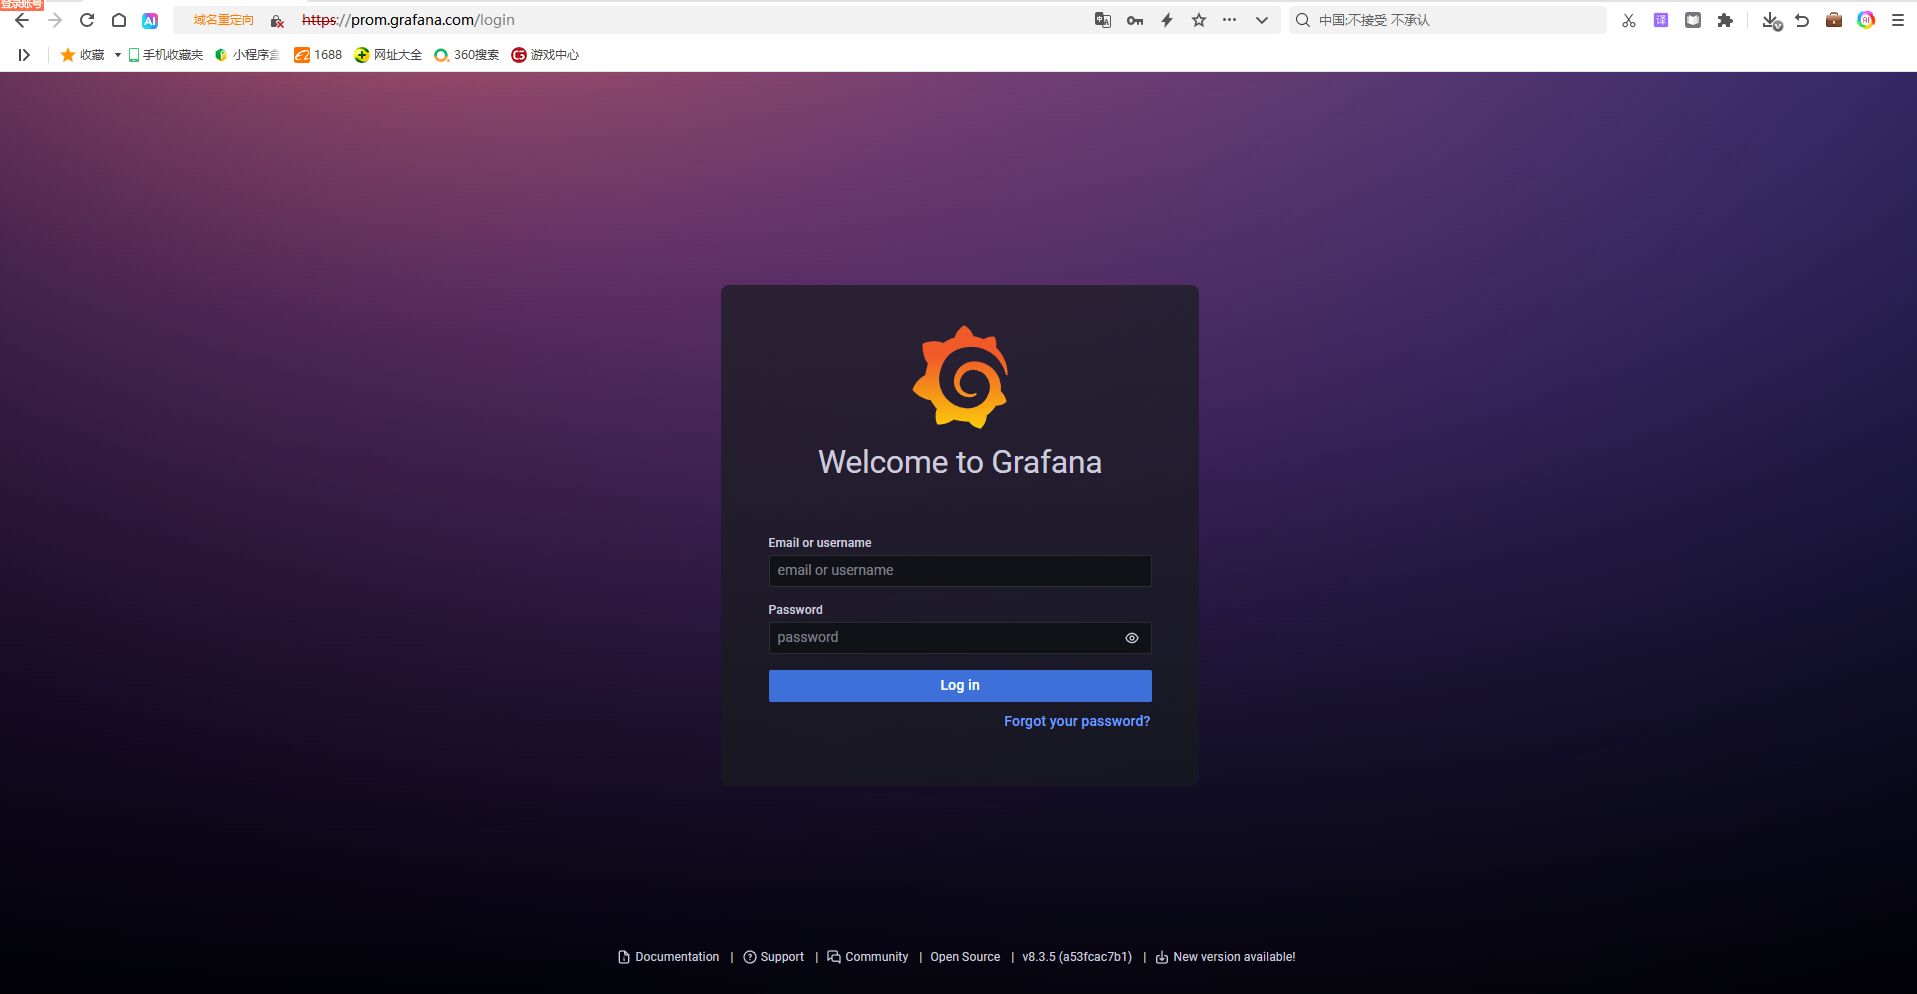 登录账号
域名重定向 https://prom.grafana.com/login 中国:不接受 不承认
收藏 手机收藏夹 小程序盒 1688 网址大全 360搜索 游戏中心
Welcome to Grafana
Email or username
email or username
Password
password
Log in
Forgot your password?
Documentation | Support | Community | Open Source | v8.3.5 (a53fcac7b1) | New version available!